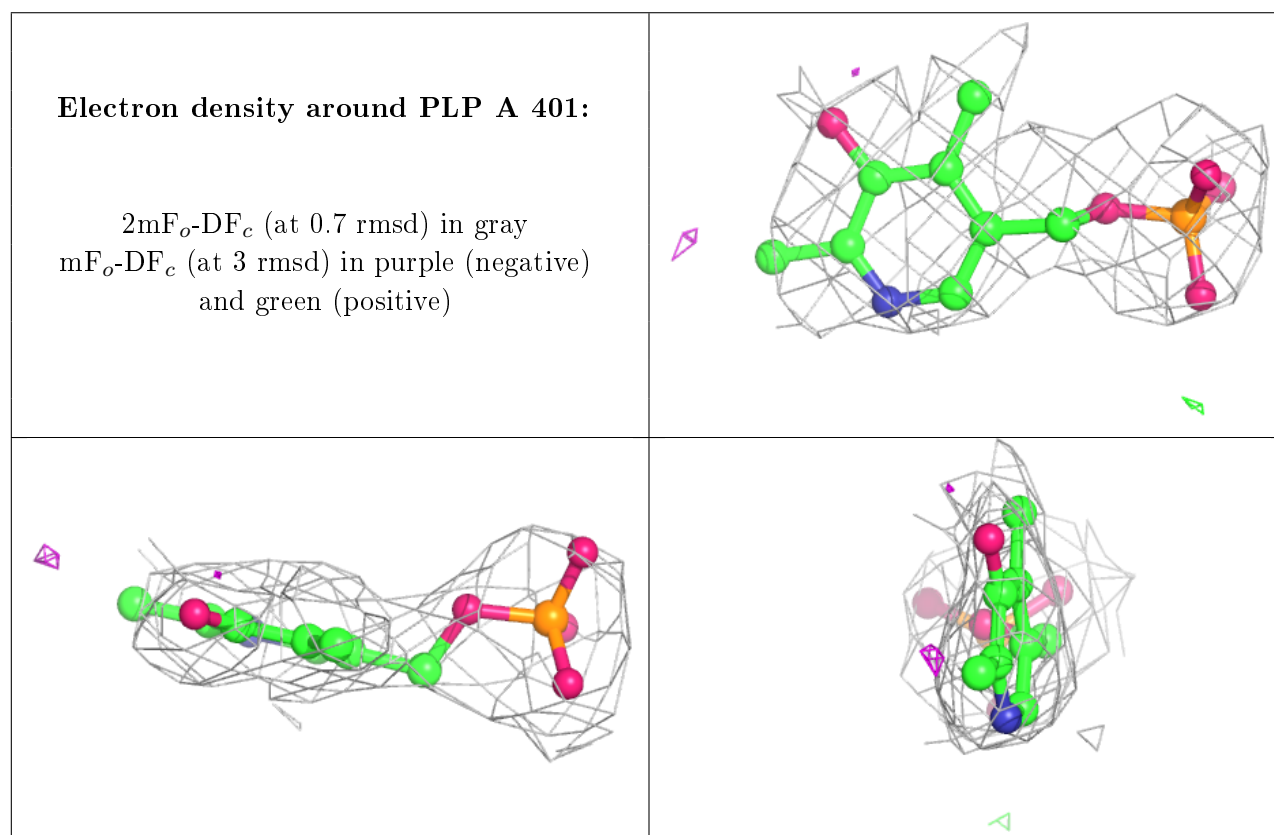 Electron density around PLP A 401:
2mFo-DFc (at 0.7 rmsd) in gray
mFo-DFc (at 3 rmsd) in purple (negative)
and green (positive)